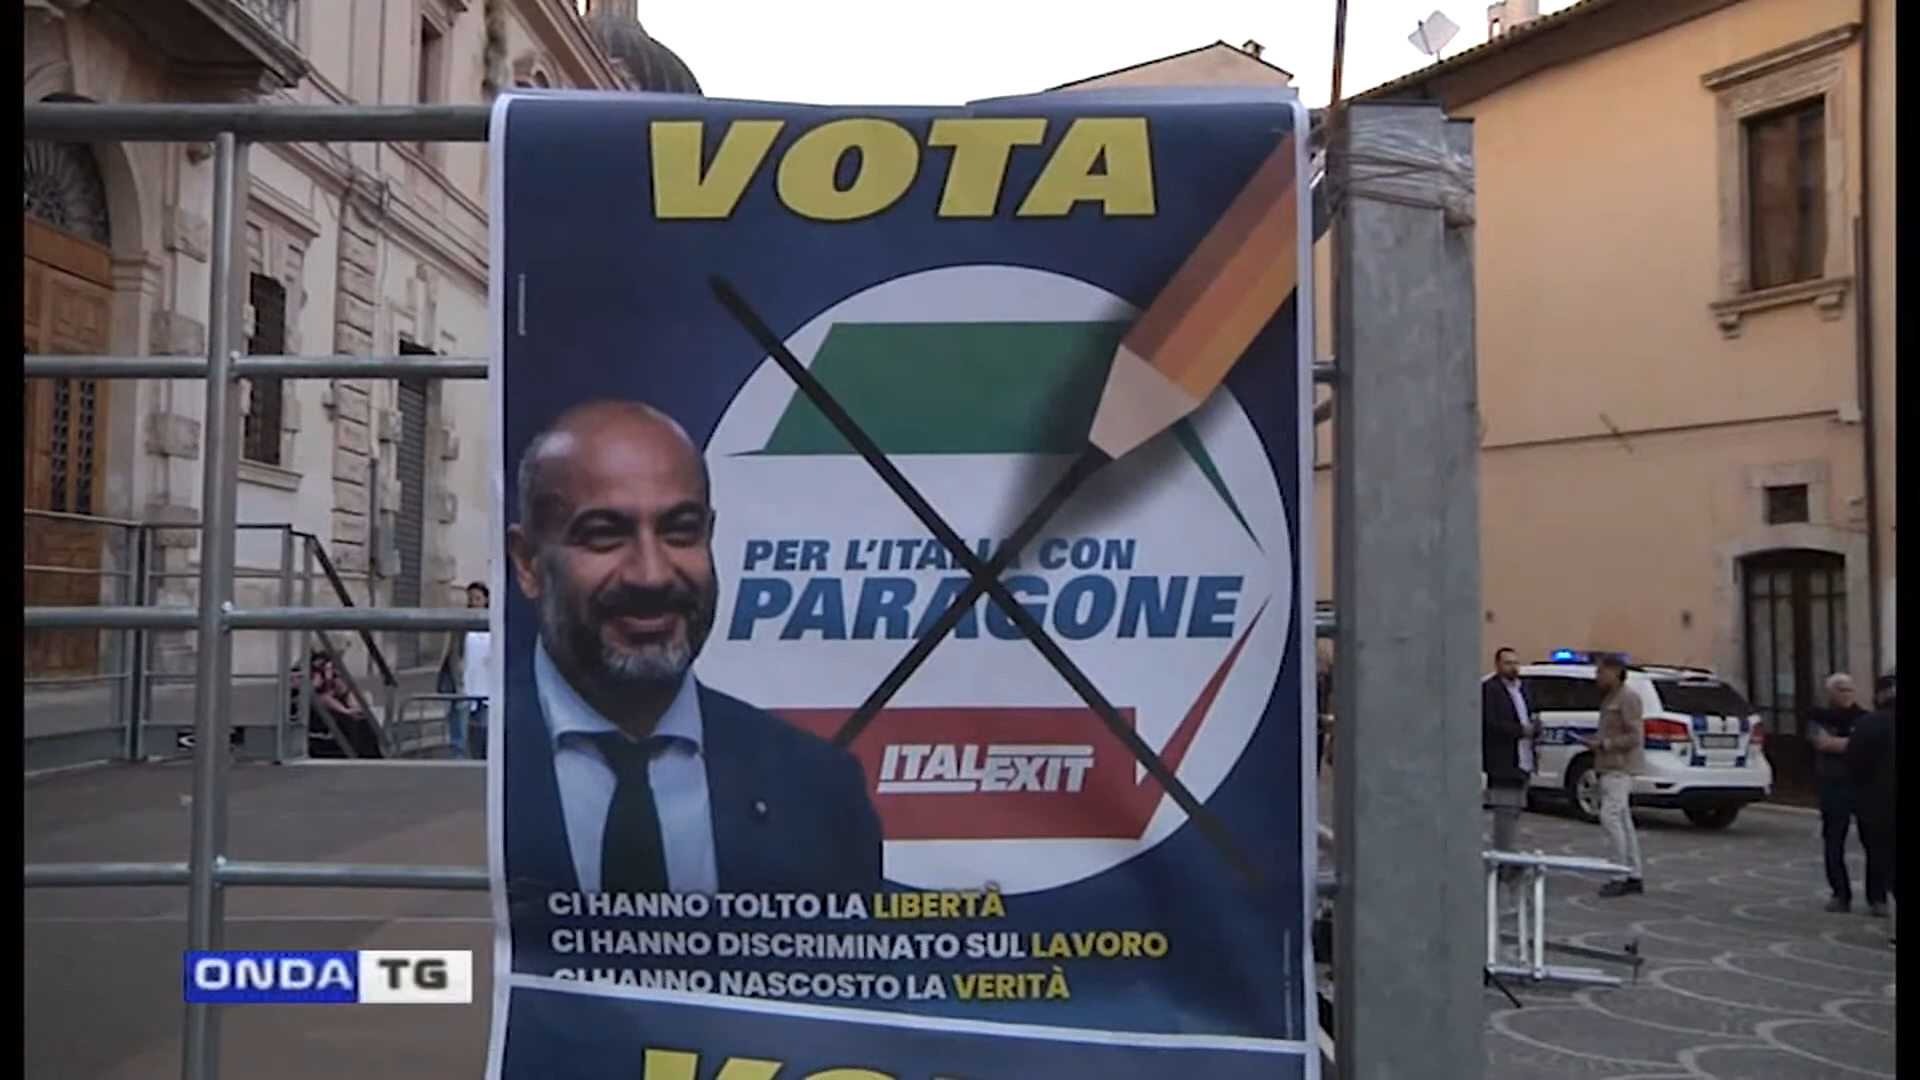 VOTA
PER L'ITALIA CON
PARAGONE
ITALEXIT
CI HANNO TOLTO LA LIBERTÀ
CI HANNO DISCRIMINATO SUL LAVORO
CI HANNO NASCOSTO LA VERITÀ
ONDA TG